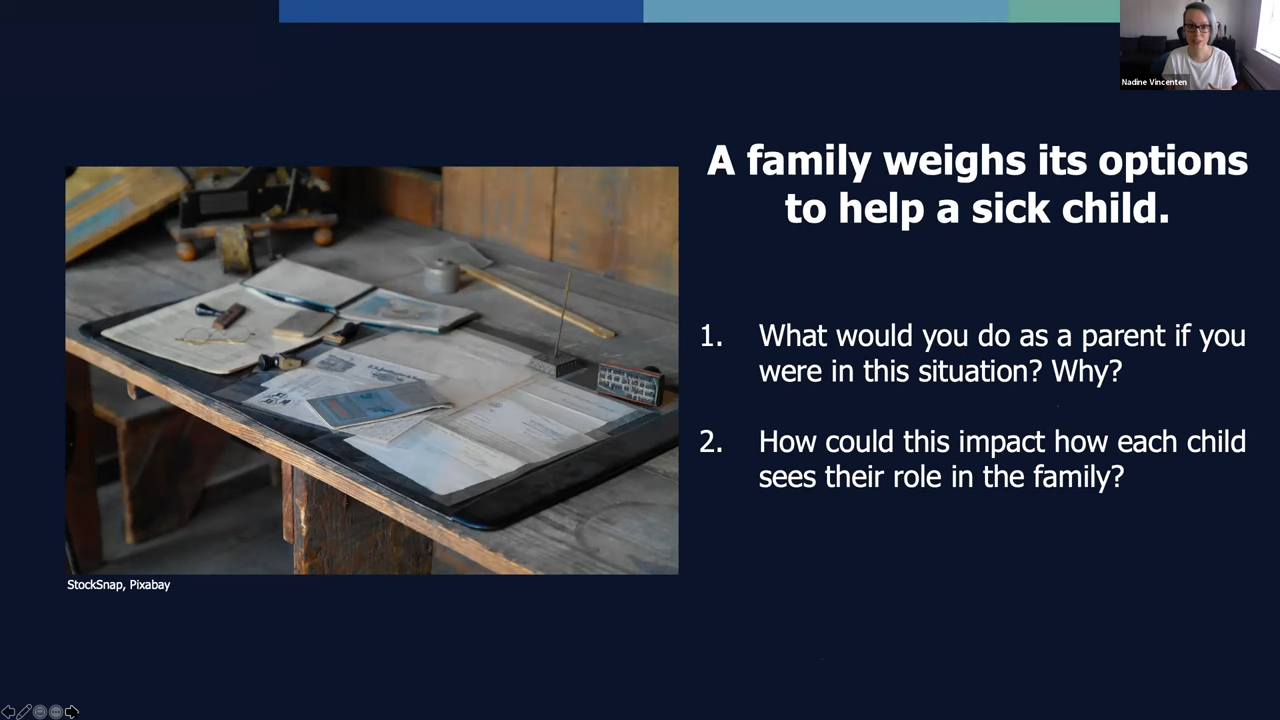 Nadine Vincenten
A family weighs its options
to help a sick child.
1. What would you do as a parent if you
were in this situation? Why?
2. How could this impact how each child
sees their role in the family?
StockSnap, Pixabay